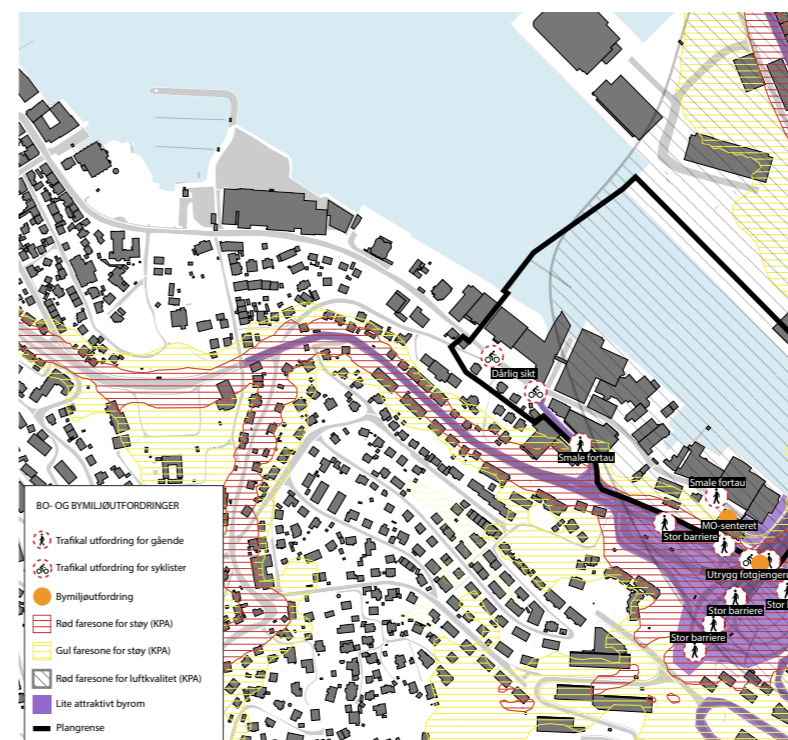 Dårlig sikt
Smale fortau
Smale fortau
MO-senteret
Stor barriere
Utrygg fotgjengeru
Stor b
Stor barriere
Stor barriere
BO- OG BYMILJØUTFORDRINGER
Trafikal utfordring for gående
Trafikal utfordring for syklister
Bymiljøutfordring
Rød faresone for støy (KPA)
Gul faresone for støy (KPA)
Rød faresone for luftkvalitet (KPA)
Lite attraktivt byrom
Plangrense